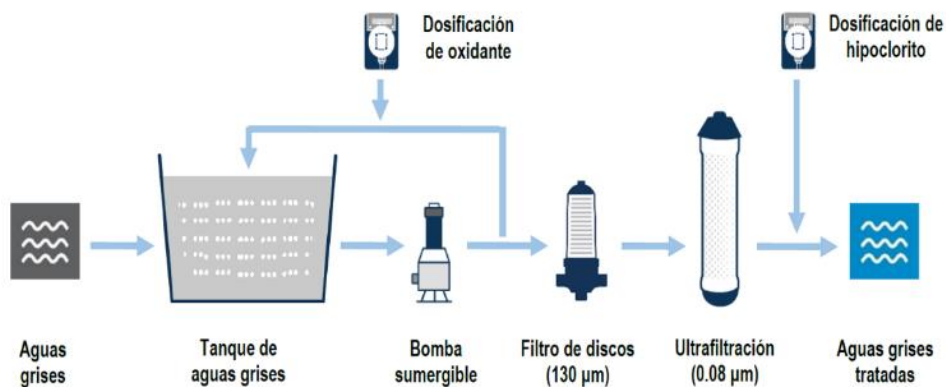 Dosificación
de oxidante
Dosificación de
hipoclorito
Aguas
grises
Tanque de
aguas grises
Bomba
sumergible
Filtro de discos
(130 µm)
Ultrafiltración
(0.08 µm)
Aguas grises
tratadas